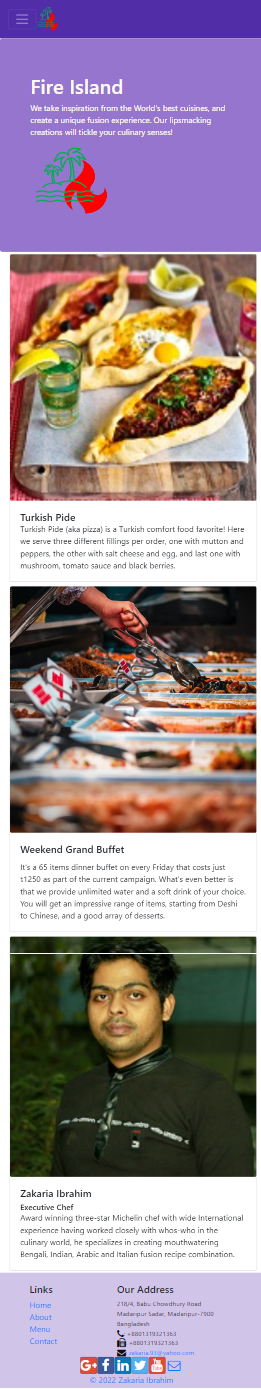 Fire Island
We take inspiration from the World's best cuisines, and
create a unique fusion experience. Our lipsmacking
creations will tickle your culinary senses!
Turkish Pide
Turkish Pide (aka pizza) is a Turkish comfort food favorite! Here
we serve three different fillings per order, one with mutton and
peppers, the other with salt cheese and egg, and last one with
mushroom, tomato sauce and black berries.
Weekend Grand Buffet
It's a 65 items dinner buffet on every Friday that costs just
t1250 as part of the current campaign. What's even better is
that we provide unlimited water and a soft drink of your choice.
You will get an impressive range of items, starting from Deshi
to Chinese, and a good array of desserts.
Zakaria Ibrahim
Executive Chef
Award winning three-star Michelin chef with wide International
experience having worked closely with whos-who in the
culinary world, he specializes in creating mouthwatering
Bengali, Indian, Arabic and Italian fusion recipe combination.
Links
Home
About
Menu
Contact
Our Address
218/4, Babu Chowdhury Road
Madaripur Sadar, Madaripur-7900
Bangladesh
+8801319321363
+8801319321363
zakaria.93@yahoo.com
© 2022 Zakaria Ibrahim